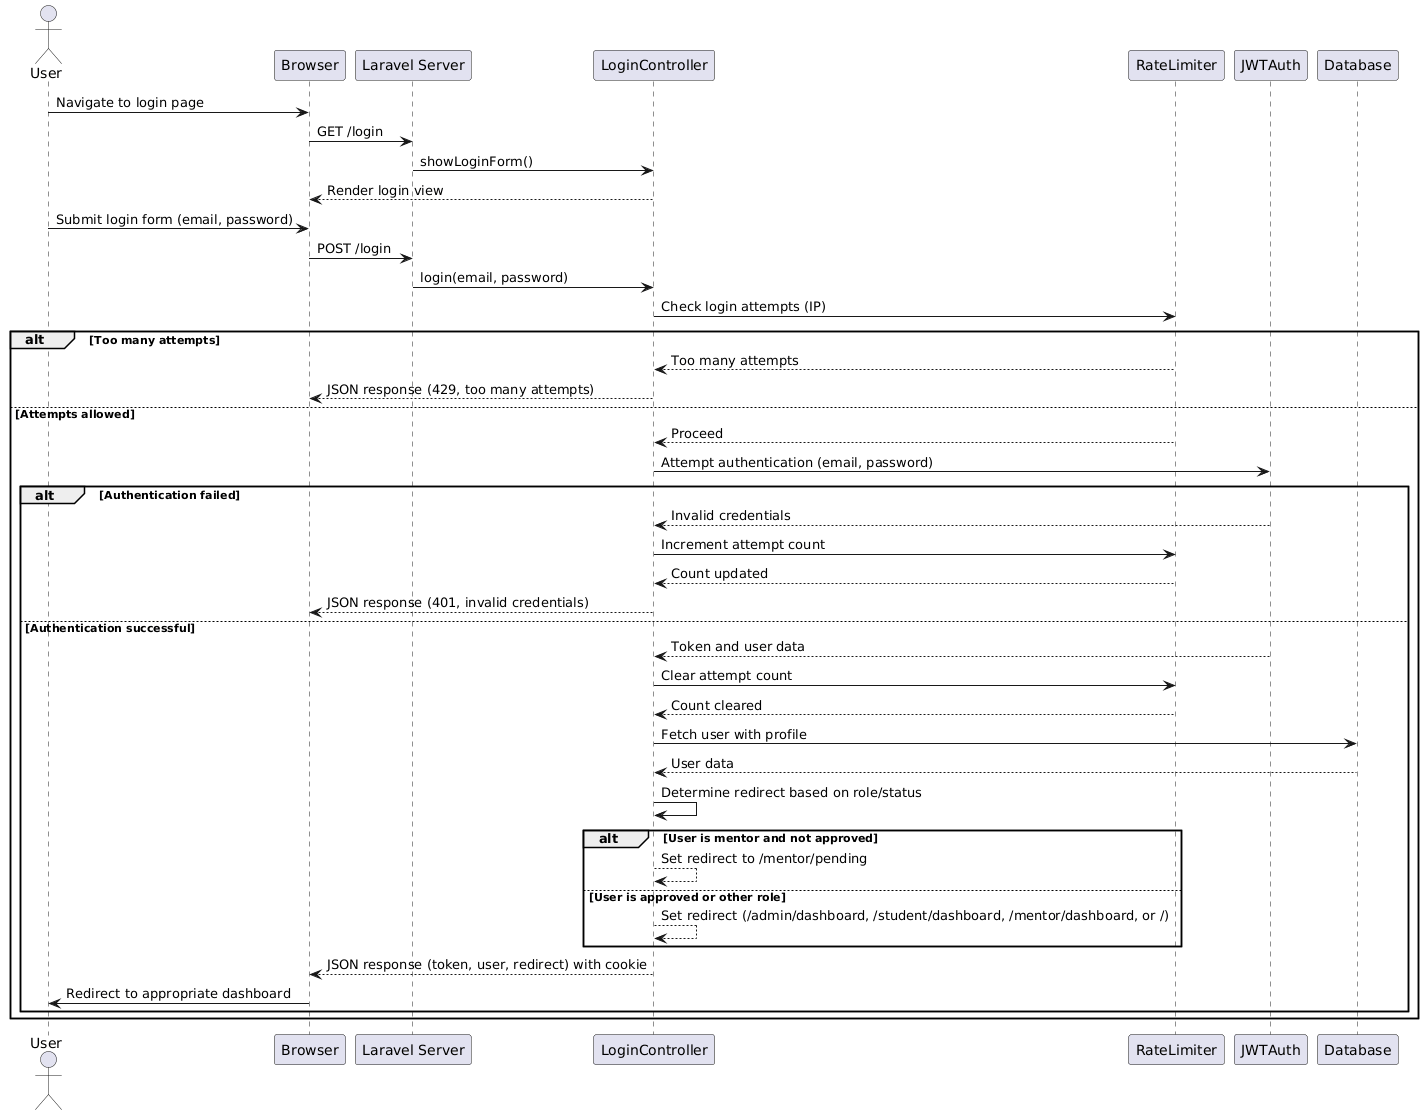 User
Browser
Laravel Server
LoginController
RateLimiter
JWTAuth
Database
Navigate to login page
GET /login
showLoginForm()
Render login view
Submit login form (email, password)
POST /login
login(email, password)
Check login attempts (IP)
alt
[Too many attempts]
Too many attempts
JSON response (429, too many attempts)
[Attempts allowed]
Proceed
Attempt authentication (email, password)
alt
[Authentication failed]
Invalid credentials
Increment attempt count
Count updated
JSON response (401, invalid credentials)
[Authentication successful]
Token and user data
Clear attempt count
Count cleared
Fetch user with profile
User data
Determine redirect based on role/status
alt
[User is mentor and not approved]
Set redirect to /mentor/pending
[User is approved or other role]
Set redirect (/admin/dashboard, /student/dashboard, /mentor/dashboard, or /)
JSON response (token, user, redirect) with cookie
Redirect to appropriate dashboard
User
Browser
Laravel Server
LoginController
RateLimiter
JWTAuth
Database